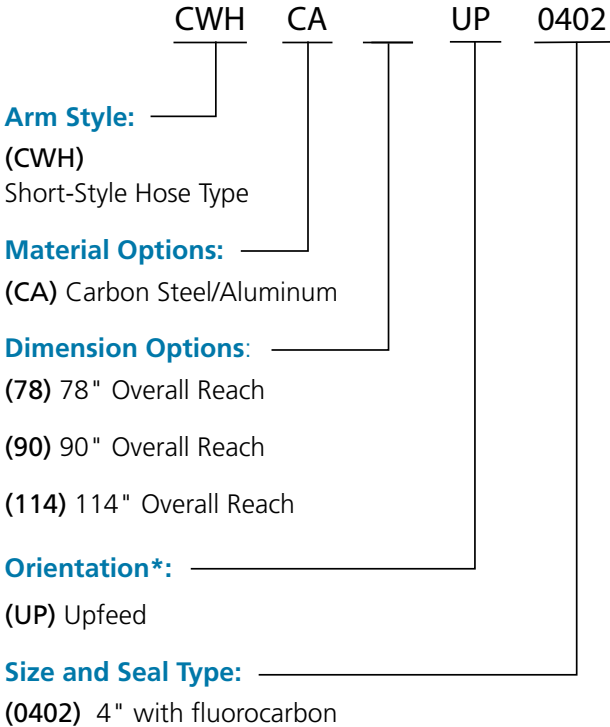 CWH CA UP 0402
Arm Style:
(CWH)
Short-Style Hose Type
Material Options:
(CA) Carbon Steel/Aluminum
Dimension Options:
(78) 78" Overall Reach
(90) 90" Overall Reach
(114) 114" Overall Reach
Orientation*:
(UP) Upfeed
Size and Seal Type:
(0402) 4" with fluorocarbon